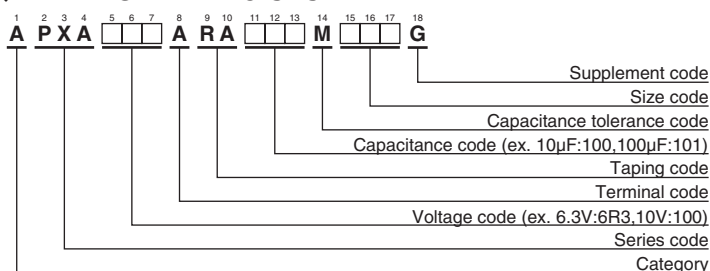 1 2 3 4 5 6 7 8 9 10 11 12 13 14 15 16 17 18
A PXA □□□ A RA □□□ M □□□ G
Supplement code
Size code
Capacitance tolerance code
Capacitance code (ex. 10µF:100,100µF:101)
Taping code
Terminal code
Voltage code (ex. 6.3V:6R3,10V:100)
Series code
Category